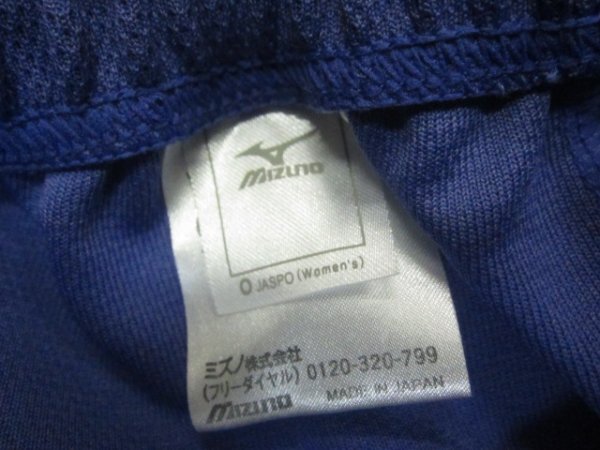 mizuno
O JASPO (Women's)
ミズノ株式会社
(フリーダイヤル) 0120-320-799
mizuno MADE IN JAPAN